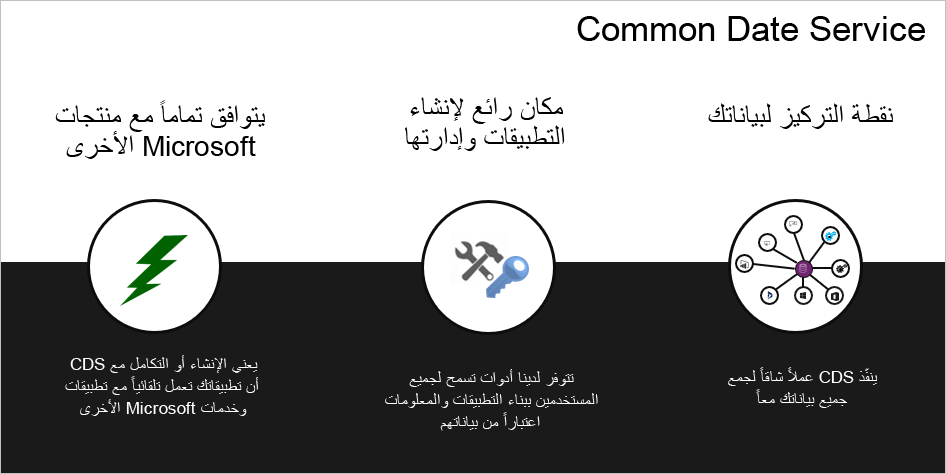 Common Date Service
نقطة التركيز لبياناتك
مكان رائع لإنشاء
التطبيقات وإدارتها
يتوافق تماماً مع منتجات
Microsoft الأخرى
ينفّذ CDS عملاً شاقاً لجمع
جميع بياناتك معاً
تتوفر لدينا أدوات تسمح لجميع
المستخدمين ببناء التطبيقات والمعلومات
اعتباراً من بياناتهم
يعني الإنشاء أو التكامل مع CDS
أن تطبيقاتك تعمل تلقائياً مع تطبيقات
وخدمات Microsoft الأخرى